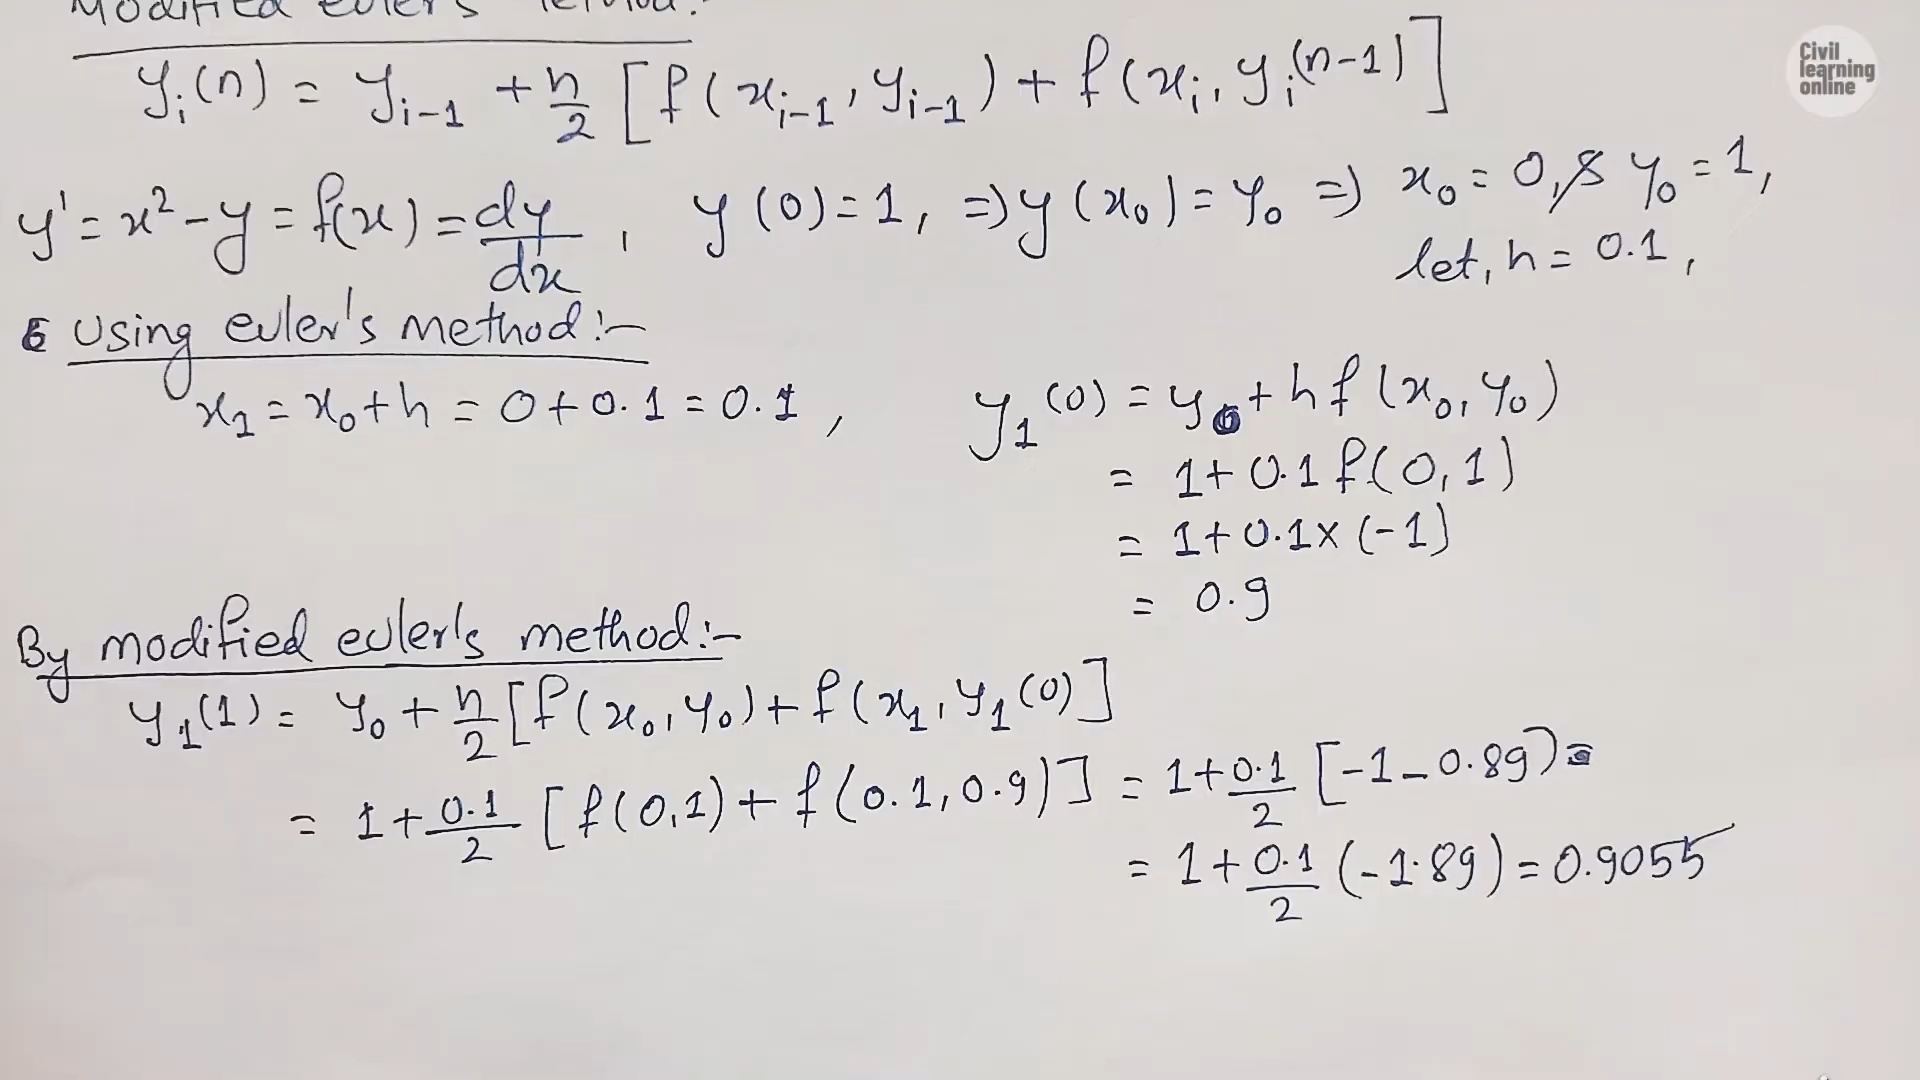 Modified euler's method:-
yᵢ(n) = yᵢ₋₁ + h/2 [f(xᵢ₋₁, yᵢ₋₁) + f(xᵢ, yᵢ(n-1)]
y' = x² - y = f(x) = dy/dx , y(0) = 1, => y(x₀) = y₀ => x₀ = 0, y₀ = 1,
let, h = 0.1,
Using euler's method:-
x₁ = x₀ + h = 0 + 0.1 = 0.1 , y₁(0) = y₀ + h f(x₀, y₀)
= 1 + 0.1 f(0, 1)
= 1 + 0.1 x (-1)
= 0.9
By modified euler's method:-
y₁(1) = y₀ + h/2 [f(x₀, y₀) + f(x₁, y₁(0)]
= 1 + 0.1/2 [f(0,1) + f(0.1, 0.9)] = 1 + 0.1/2 [-1 - 0.89) =
= 1 + 0.1/2 (-1.89) = 0.9055
Civil
learning
online